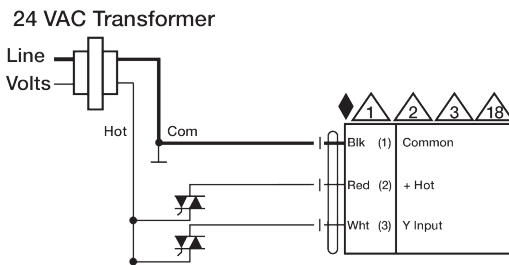 24 VAC Transformer
Line
Volts
Hot
Com
1 2 3 18
Blk (1) Common
Red (2) + Hot
Wht (3) Y Input